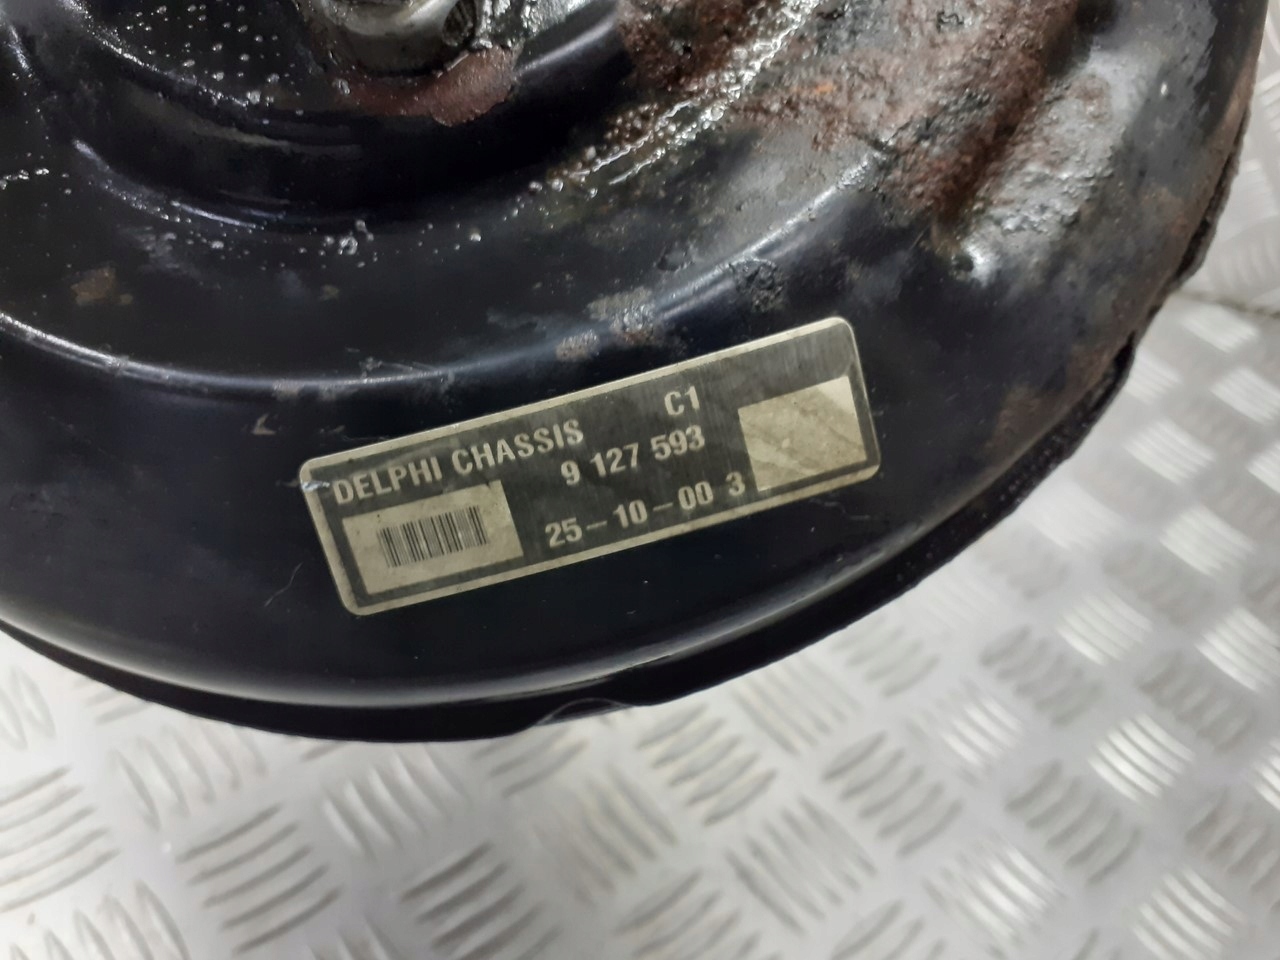 DELPHI CHASSIS C1
9 127 593
25-10-00 3